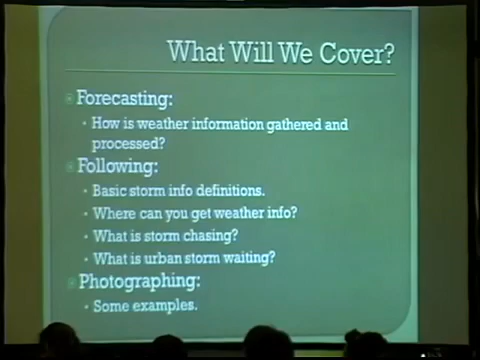 What Will We Cover?
Forecasting:
How is weather information gathered and
processed?
Following:
Basic storm info definitions.
Where can you get weather info?
What is storm chasing?
What is urban storm waiting?
Photographing:
Some examples.